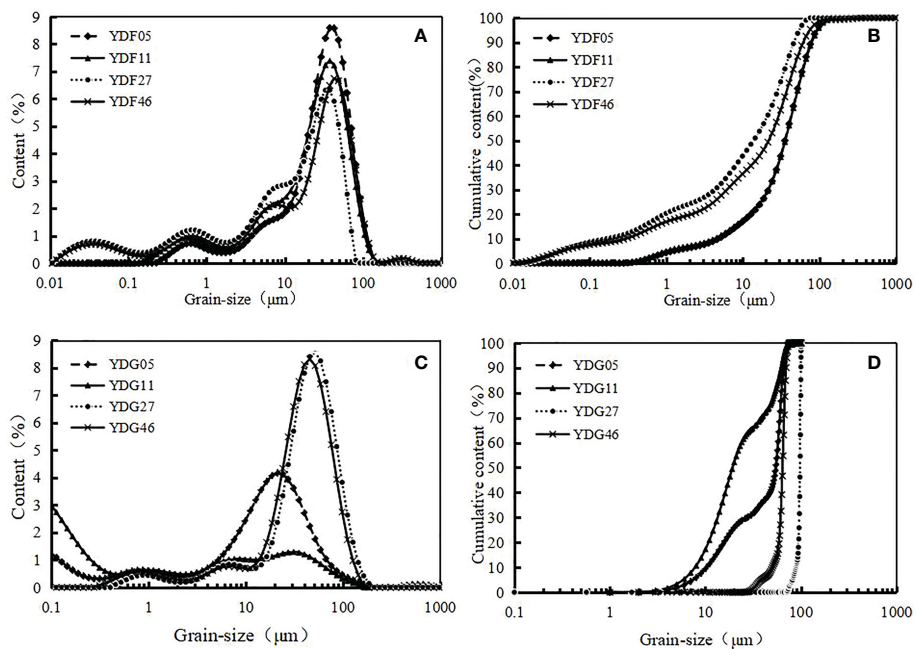 A
Content（%）
9
8
7
6
5
4
3
2
1
0
YDF05
YDF11
YDF27
YDF46
0.01
0.1
1
10
100
1000
Grain-size（μm）
B
Cumulative content(%)
100
90
80
70
60
50
40
30
20
10
0
YDF05
YDF11
YDF27
YDF46
0.01
0.1
1
10
100
1000
Grain-size（μm）
C
Content（%）
9
8
7
6
5
4
3
2
1
0
YDG05
YDG11
YDG27
YDG46
0.1
1
10
100
1000
Grain-size（μm）
D
Cumulative content（%）
100
90
80
70
60
50
40
30
20
10
0
YDG05
YDG11
YDG27
YDG46
0.1
1
10
100
1000
Grain-size（μm）